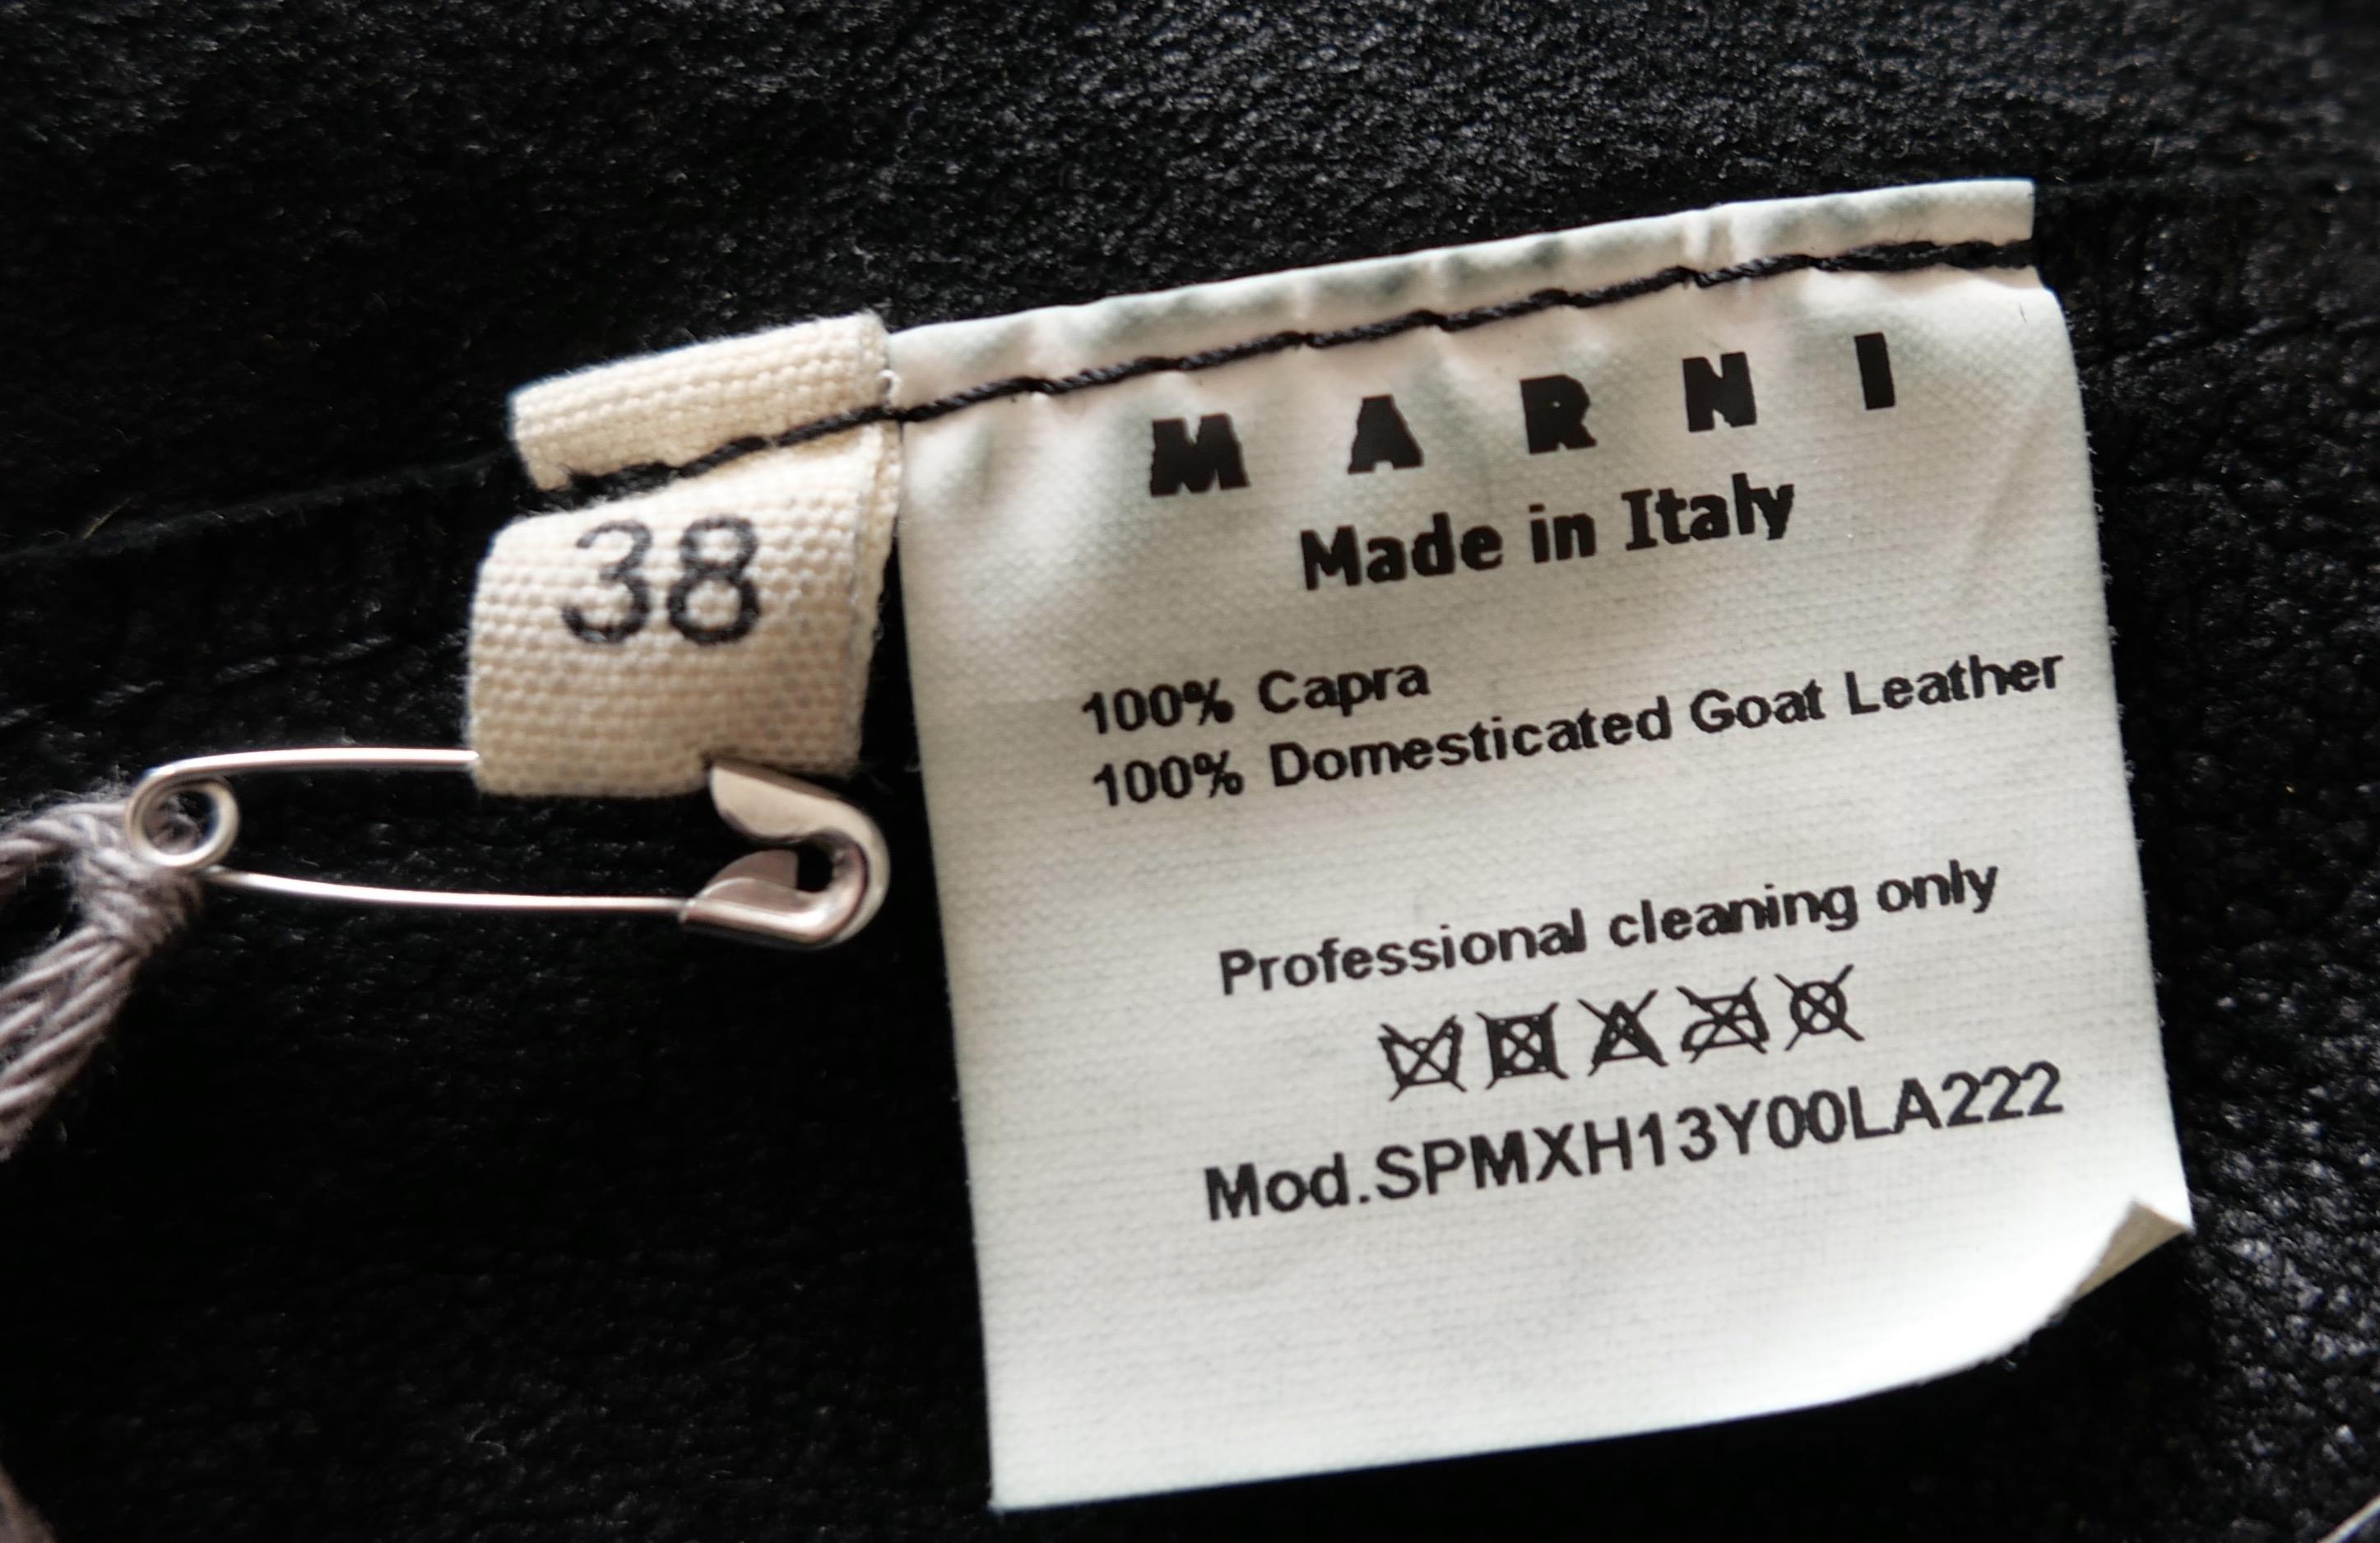 38
MARNI
Made in Italy
100% Capra
100% Domesticated Goat Leather
Professional cleaning only
Mod.SPMXH13Y00LA222